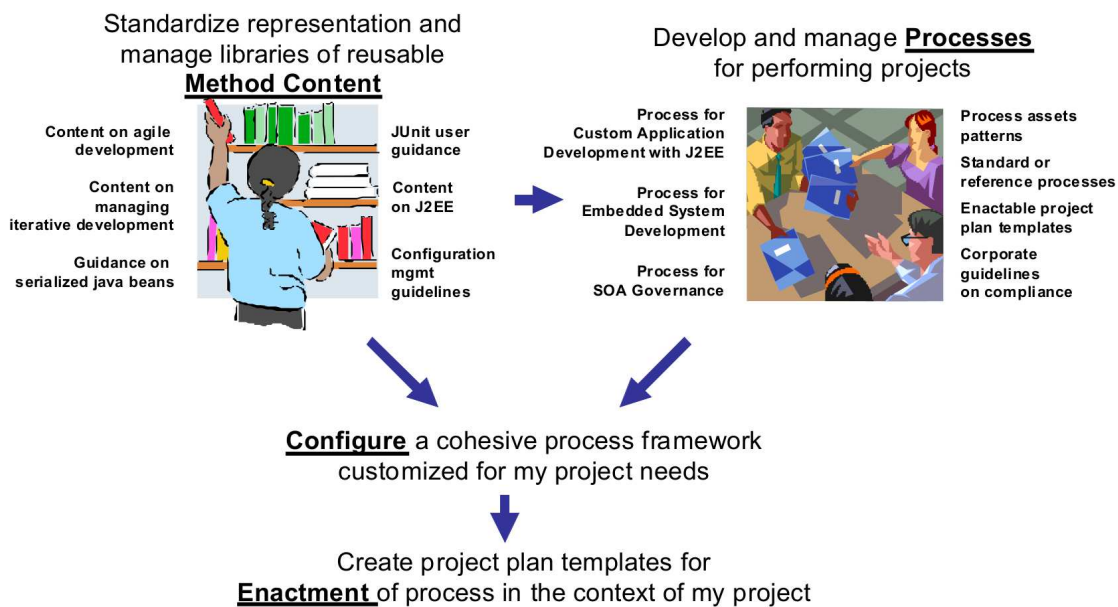 Standardize representation and
manage libraries of reusable
Method Content
Content on agile
development
Content on
managing
iterative development
Guidance on
serialized java beans
JUnit user
guidance
Content
on J2EE
Configuration
mgmt
guidelines
Develop and manage Processes
for performing projects
Process for
Custom Application
Development with J2EE
Process for
Embedded System
Development
Process for
SOA Governance
Process assets
patterns
Standard or
reference processes
Enactable project
plan templates
Corporate
guidelines
on compliance
Configure a cohesive process framework
customized for my project needs
Create project plan templates for
Enactment of process in the context of my project